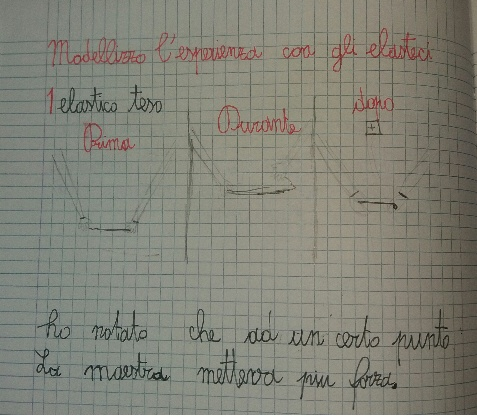 Modellizzo l'esperienza con gli elastici
1 elastico teso
Prima
Durante
dopo
+
ho notato che ad un certo punto
La maestra metteva più forza.